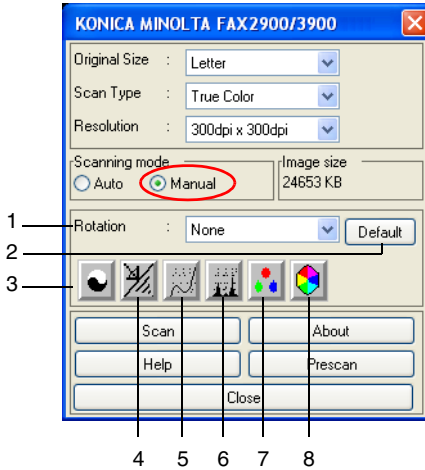 KONICA MINOLTA FAX2900/3900
Original Size : Letter
Scan Type : True Color
Resolution : 300dpi x 300dpi
Scanning mode Image size
Auto Manual 24653 KB
1 Rotation : None Default
2
3
Scan About
Help Prescan
Close
4 5 6 7 8